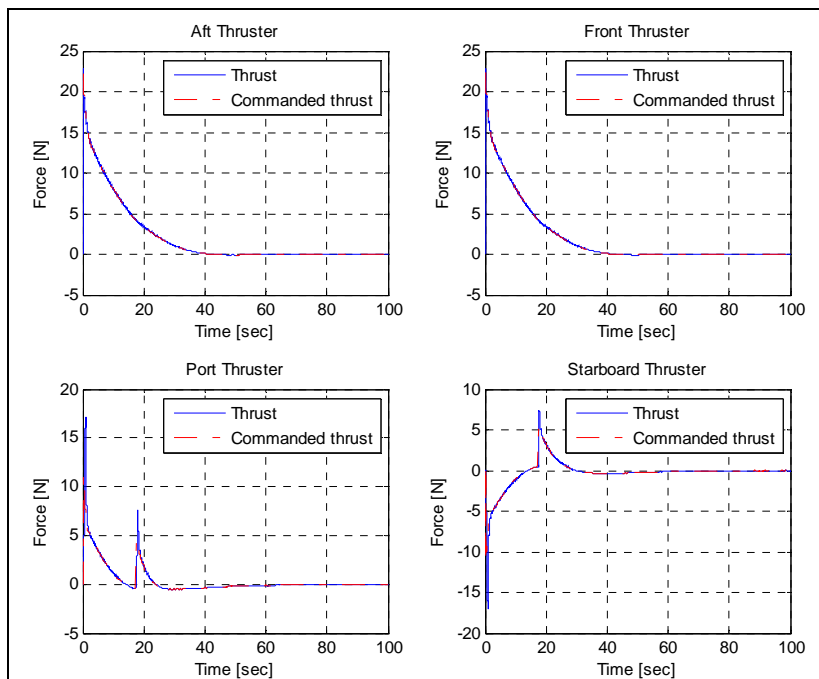 Aft Thruster
25
20
15
10
5
0
-5
Force [N]
Thrust
Commanded thrust
0 20 40 60 80 100
Time [sec]
Front Thruster
25
20
15
10
5
0
-5
Force [N]
Thrust
Commanded thrust
0 20 40 60 80 100
Time [sec]
Port Thruster
20
15
10
5
0
-5
Force [N]
Thrust
Commanded thrust
0 20 40 60 80 100
Time [sec]
Starboard Thruster
10
5
0
-5
-10
-15
-20
Force [N]
Thrust
Commanded thrust
0 20 40 60 80 100
Time [sec]